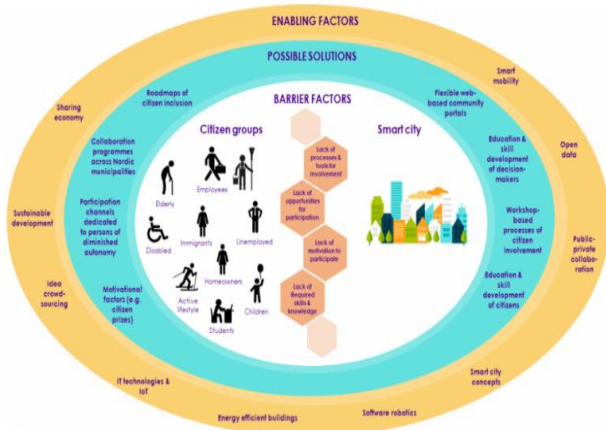 ENABLING FACTORS
POSSIBLE SOLUTIONS
BARRIER FACTORS
Smart
mobility
Sharing
economy
Roadmaps of
citizen inclusion
Flexible web-
based community
portals
Citizen groups
Smart city
Collaboration
programmes
across Nordic
municipalities
Education &
skill
development
of decision-
makers
Open
data
Lack of
processes &
tools for
involvement
Employees
Elderly
Lack of
opportunities
for
participation
Participation
channels
dedicated
to persons of
diminished
autonomy
Sustainable
development
Workshop-
based
processes of
citizen
involvement
Public-
private
collabo-
ration
Disabled
Immigrants
Unemployed
Lack of
motivation to
participate
Homeowners
Idea
crowd-
sourcing
Motivational
factors (e.g.
citizen
prizes)
Active
lifestyle
Children
Students
Lack of
Required
skills &
knowledge
Education &
skill
development
of citizens
IT technologies &
IoT
Smart city
concepts
Energy efficient buildings
Software robotics